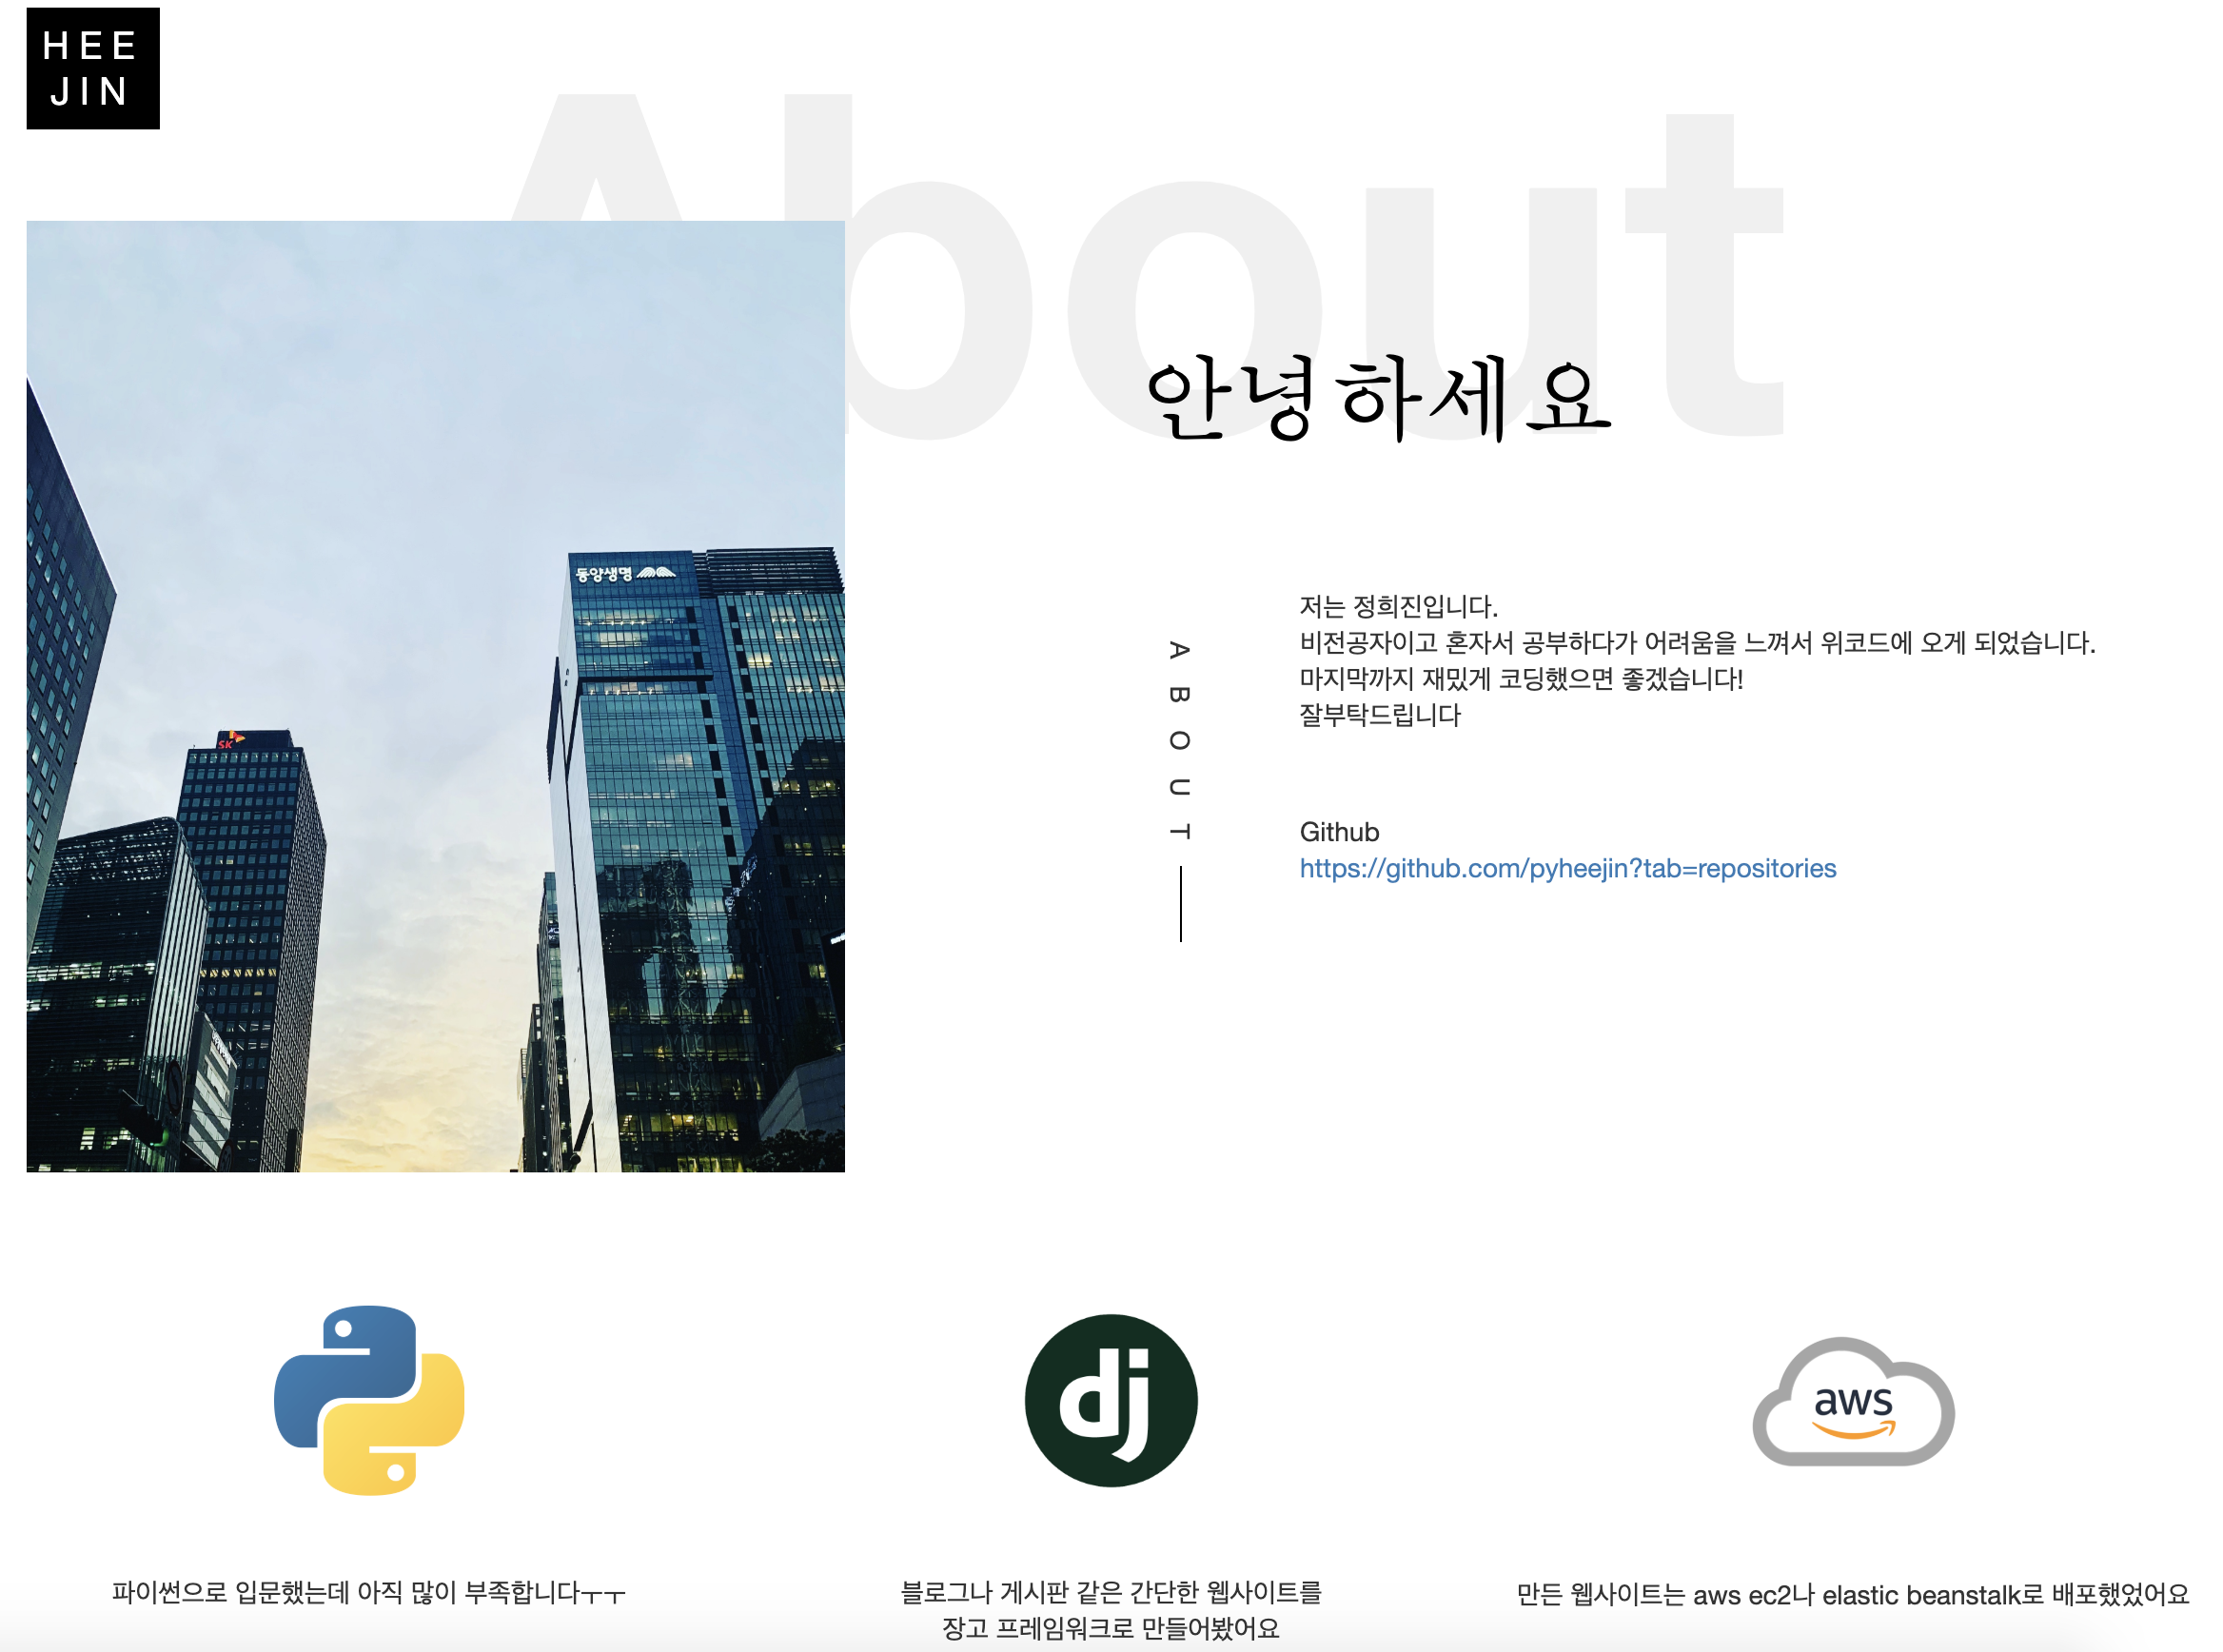 HEE
JIN
About
안녕하세요
동양생명
SK
ABOUT
저는 정희진입니다.
비전공자이고 혼자서 공부하다가 어려움을 느껴서 위코드에 오게 되었습니다.
마지막까지 재밌게 코딩했으면 좋겠습니다!
잘부탁드립니다
Github
https://github.com/pyheejin?tab=repositories
dj
aws
파이썬으로 입문했는데 아직 많이 부족합니다ㅜㅜ
블로그나 게시판 같은 간단한 웹사이트를
장고 프레임워크로 만들어봤어요
만든 웹사이트는 aws ec2나 elastic beanstalk로 배포했었어요